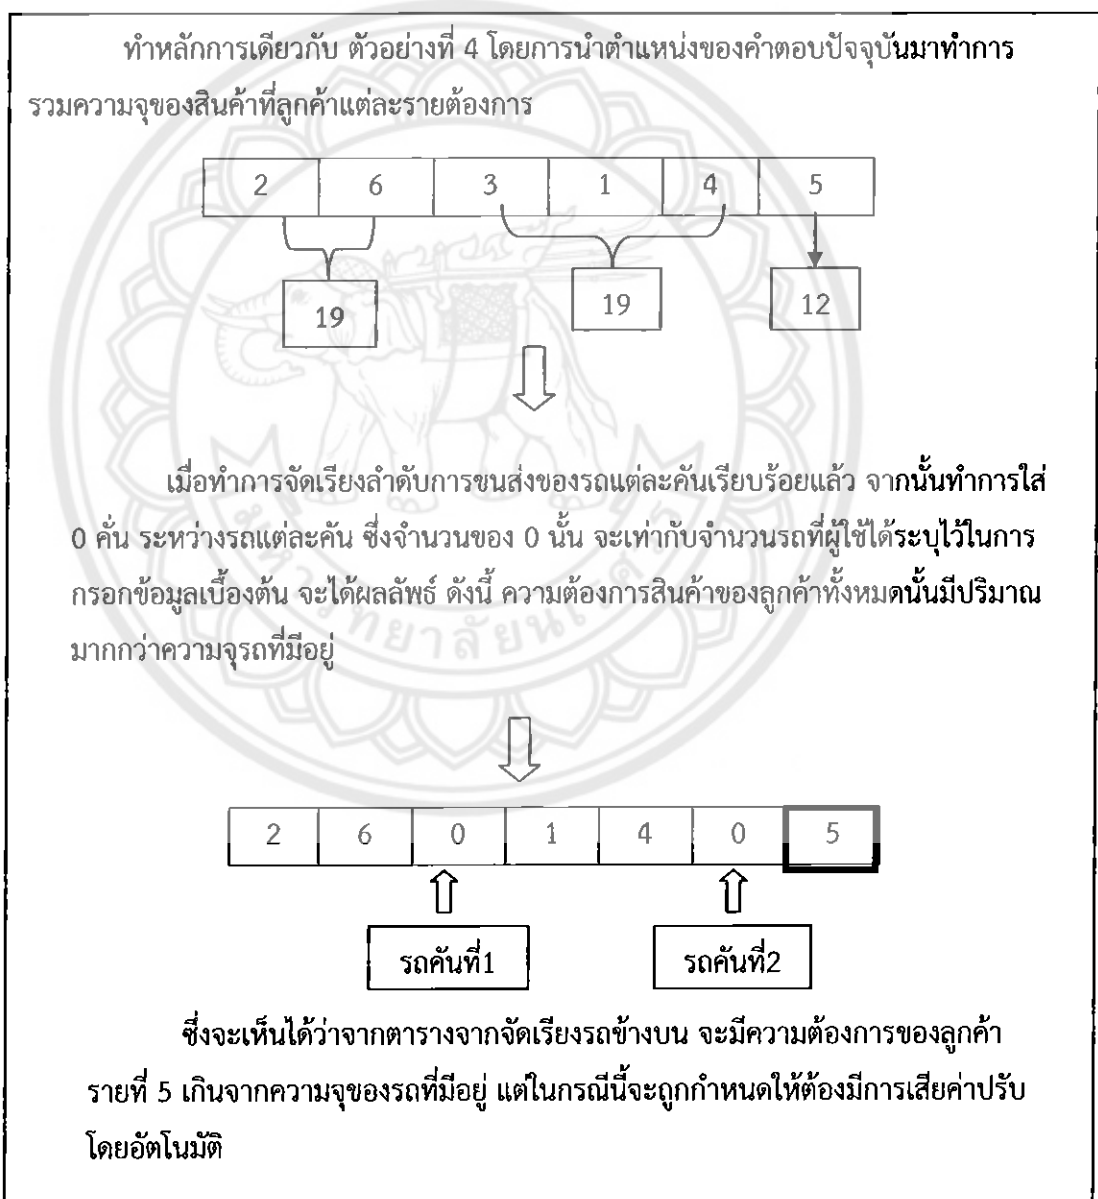 ทำหลักการเดียวกับ ตัวอย่างที่ 4 โดยการนำตำแหน่งของคำตอบปัจจุบันมาทำการ
รวมความจุของสินค้าที่ลูกค้าแต่ละรายต้องการ
2 6 3 1 4 5
19 19 12
เมื่อทำการจัดเรียงลำดับการขนส่งของรถแต่ละคันเรียบร้อยแล้ว จากนั้นทำการใส่
0 คั่น ระหว่างรถแต่ละคัน ซึ่งจำนวนของ 0 นั้น จะเท่ากับจำนวนรถที่ผู้ใช้ได้ระบุไว้ในการ
กรอกข้อมูลเบื้องต้น จะได้ผลลัพธ์ ดังนี้ ความต้องการสินค้าของลูกค้าทั้งหมดนั้นมีปริมาณ
มากกว่าความจุรถที่มีอยู่
2 6 0 1 4 0 5
รถคันที่1 รถคันที่2
ซึ่งจะเห็นได้ว่าจากตารางจากจัดเรียงรถข้างบน จะมีความต้องการของลูกค้า
รายที่ 5 เกินจากความจุของรถที่มีอยู่ แต่ในกรณีนี้จะถูกกำหนดให้ต้องมีการเสียค่าปรับ
โดยอัตโนมัติ